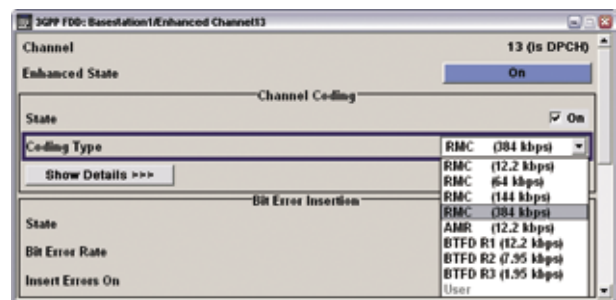 3GPP FDD: Basestation1/Enhanced Channel13
Channel 13 (is DPCH)
Enhanced State On
Channel Coding
State On
Coding Type RMC (384 kbps)
Show Details >>>
RMC (12.2 kbps)
RMC (64 kbps)
RMC (144 kbps)
RMC (384 kbps)
AMR (12.2 kbps)
BTFD R1 (12.2 kbps)
BTFD R2 (7.95 kbps)
BTFD R3 (1.95 kbps)
User
Bit Error Insertion
State
Bit Error Rate
Insert Errors On